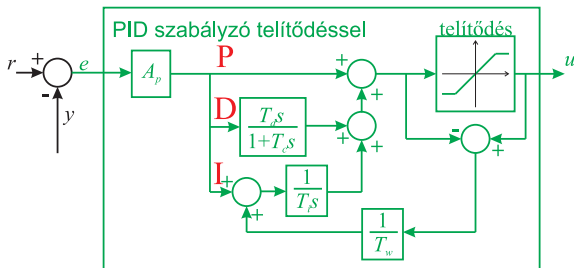 PID szabályzó telítődéssel
telítődés
r + e A_p P + u
-
y
+
D T_d s / 1+T_c s + +
- +
I + 1 / T_i s
+
1 / T_w